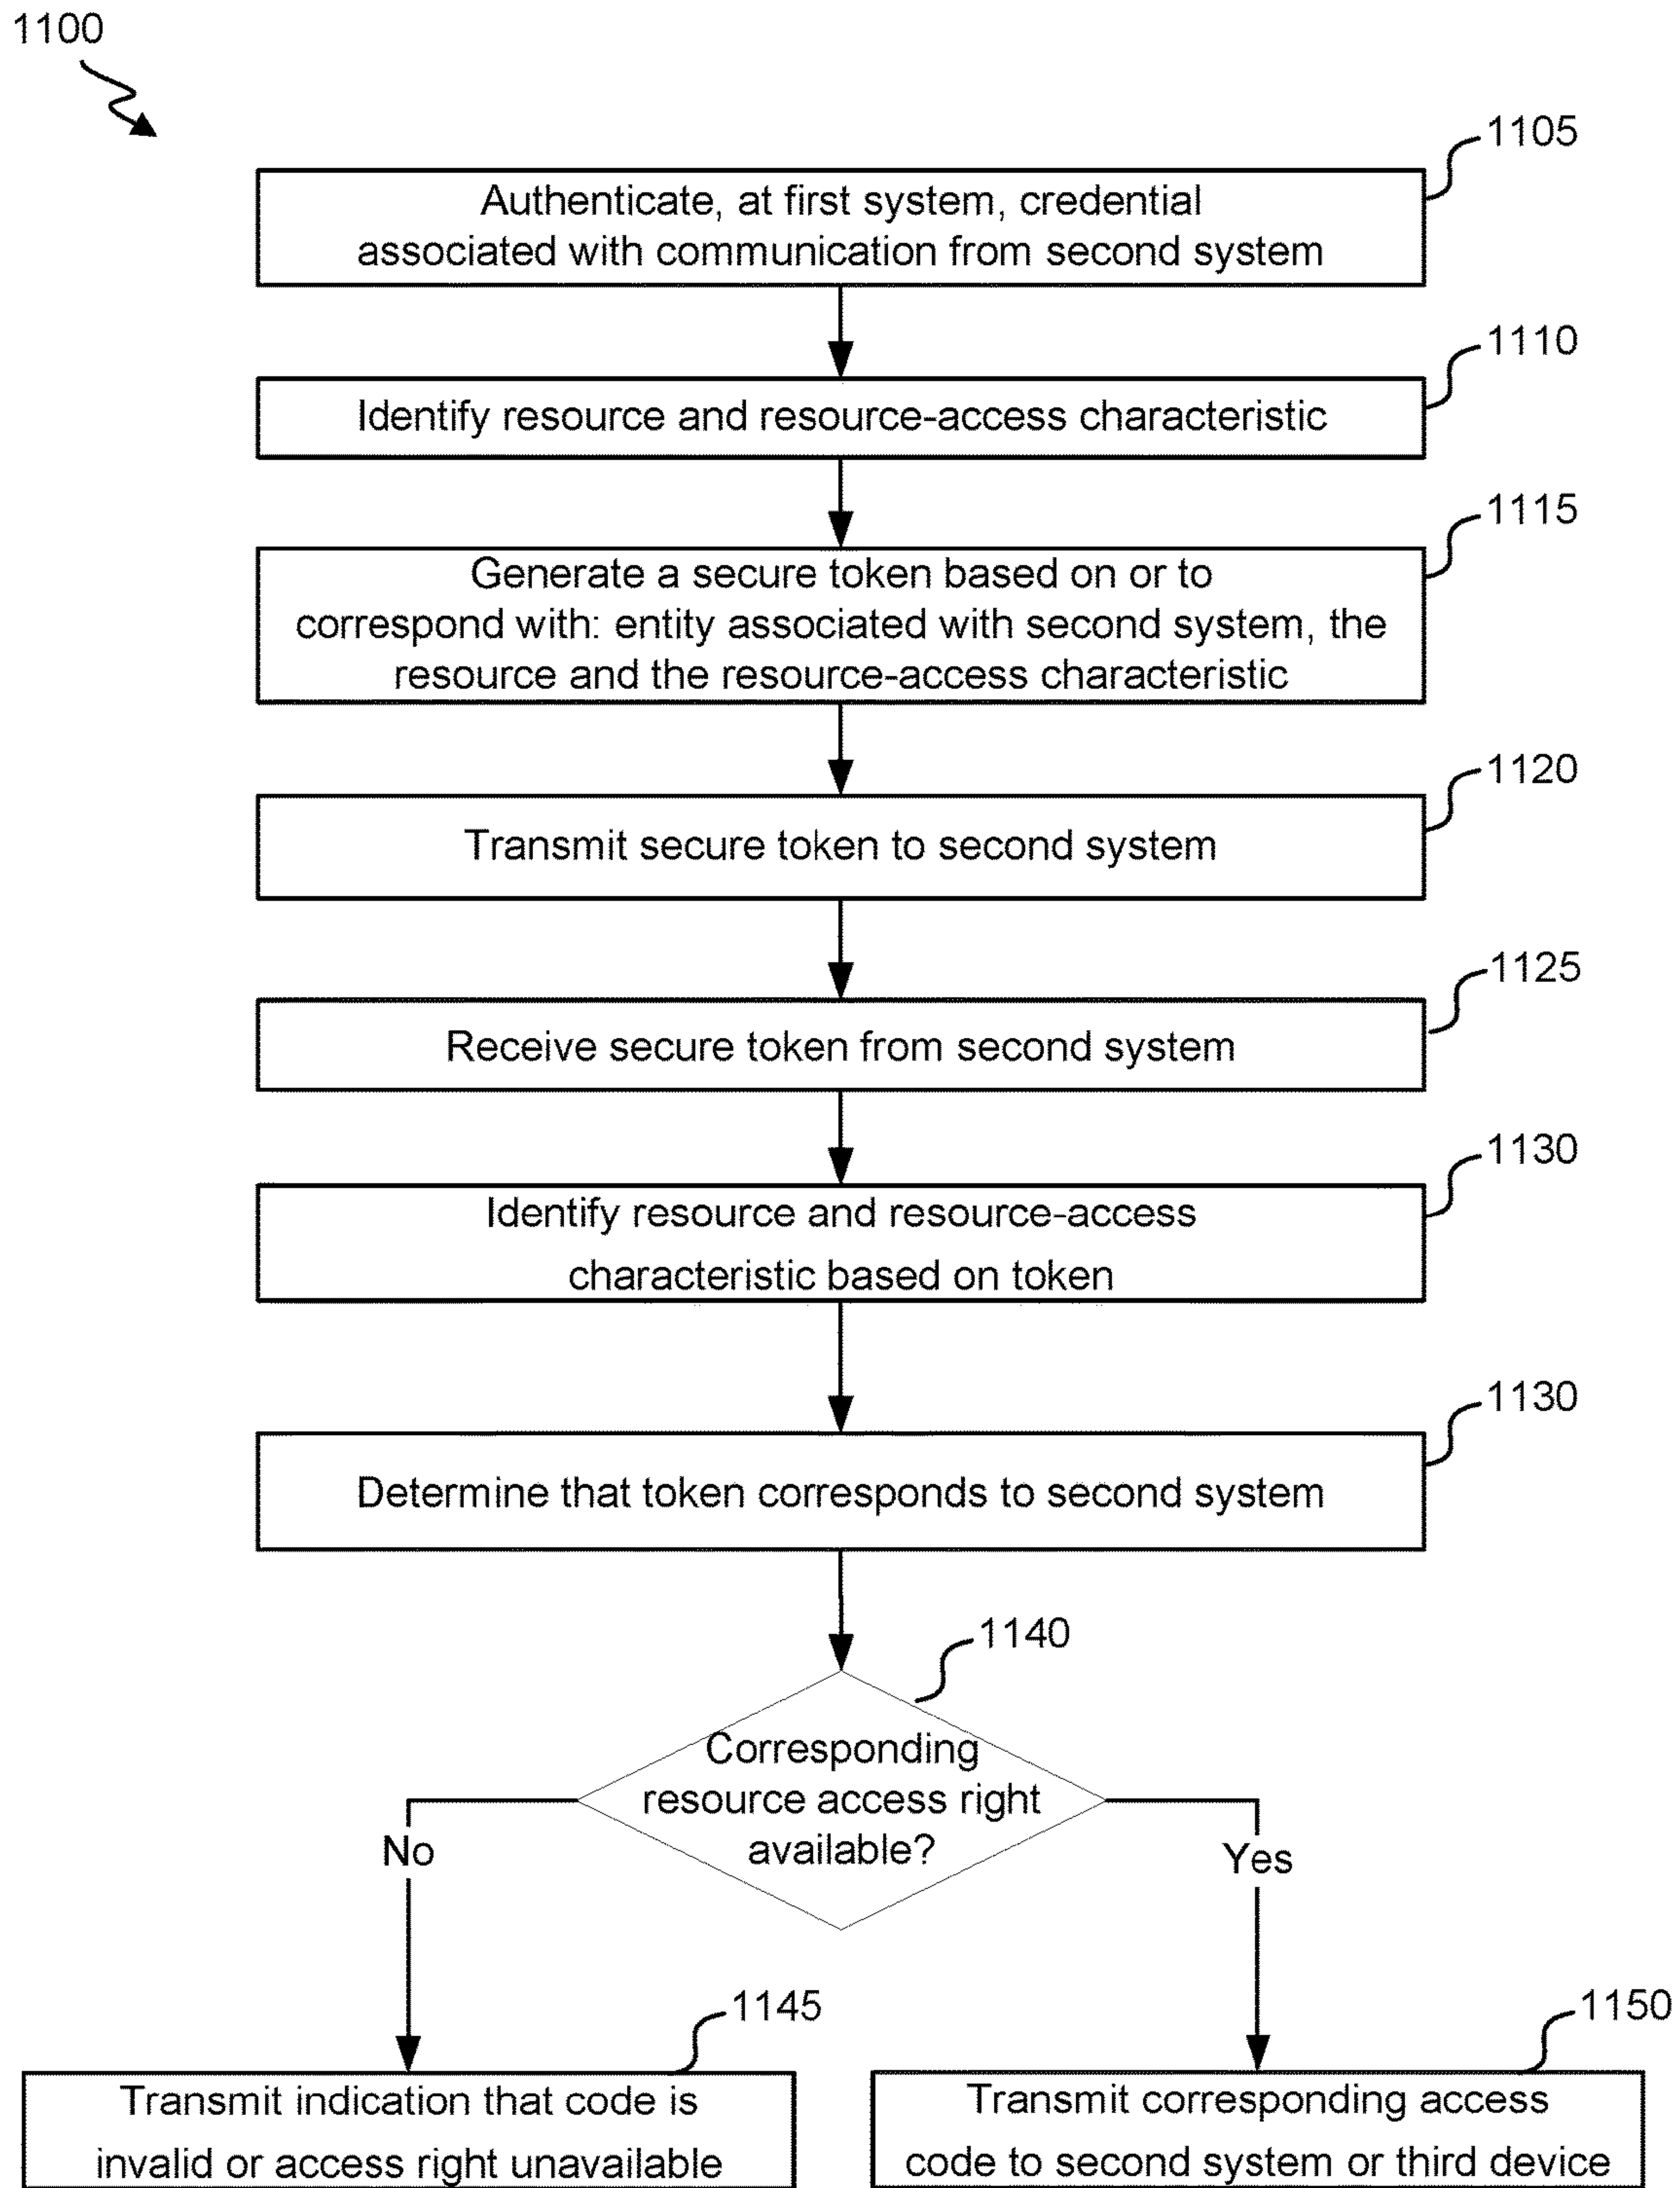 1100
1105
Authenticate, at first system, credential
associated with communication from second system
1110
Identify resource and resource-access characteristic
1115
Generate a secure token based on or to
correspond with: entity associated with second system, the
resource and the resource-access characteristic
1120
Transmit secure token to second system
1125
Receive secure token from second system
1130
Identify resource and resource-access
characteristic based on token
1130
Determine that token corresponds to second system
1140
Corresponding
resource access right
available?
No
Yes
1145
Transmit indication that code is
invalid or access right unavailable
1150
Transmit corresponding access
code to second system or third device